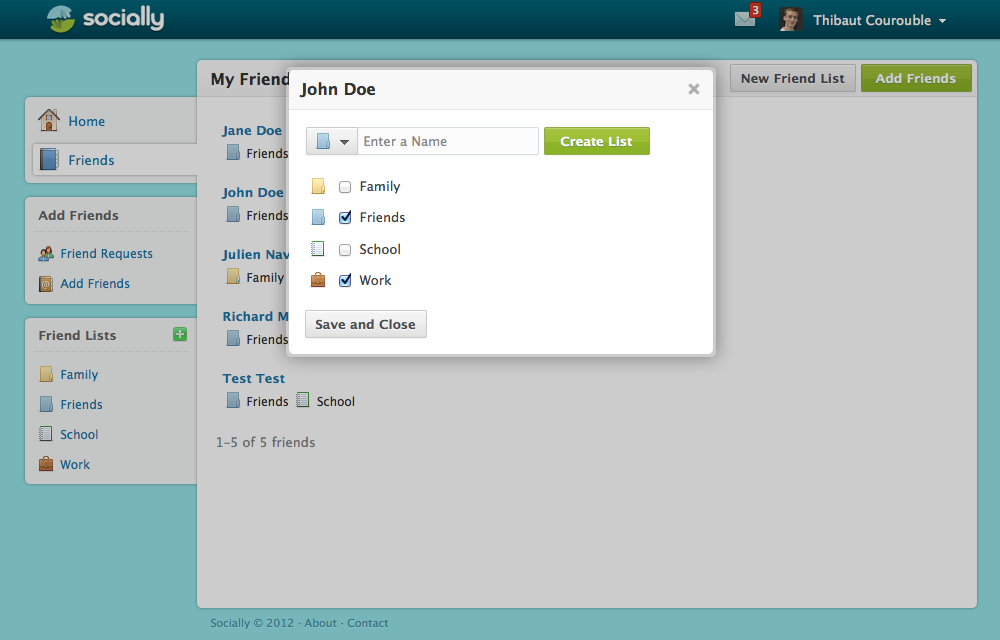 socially
3
Thibaut Courouble
Home
Friends
Add Friends
Friend Requests
Add Friends
Friend Lists
Family
Friends
School
Work
My Friend
New Friend List
Add Friends
Jane Doe
Friends
John Doe
Friends
Julien Nav
Family
Richard M
Friends
Test Test
Friends School
1-5 of 5 friends
John Doe
Enter a Name
Create List
Family
Friends
School
Work
Save and Close
Socially © 2012 · About · Contact